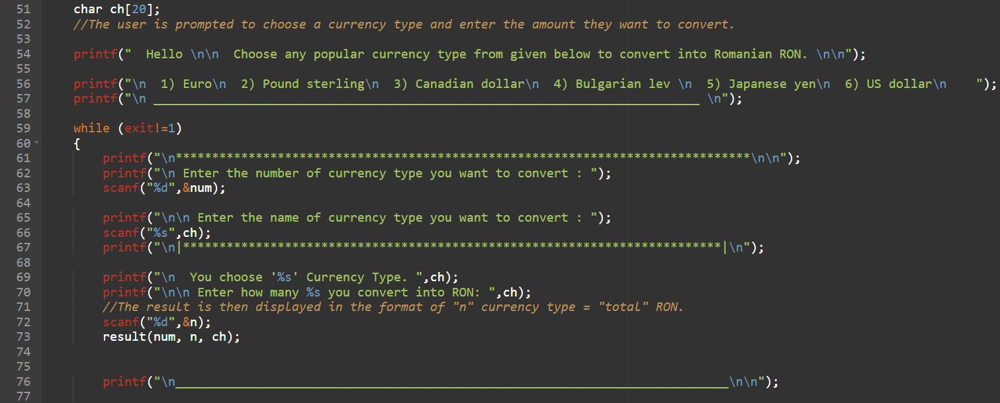 51 char ch[20];
52 //The user is prompted to choose a currency type and enter the amount they want to convert.
53
54 printf("  Hello \n\n  Choose any popular currency type from given below to convert into Romanian RON. \n\n");
55
56 printf("\n  1) Euro\n  2) Pound sterling\n  3) Canadian dollar\n  4) Bulgarian lev \n  5) Japanese yen\n  6) US dollar\n    ");
57 printf("\n ___________________________________________________________________________ \n");
58
59 while (exit!=1)
60 {
61 printf("\n*******************************************************************************\n\n");
62 printf("\n Enter the number of currency type you want to convert : ");
63 scanf("%d",&num);
64
65 printf("\n\n Enter the name of currency type you want to convert : ");
66 scanf("%s",ch);
67 printf("\n|**************************************************************************|\n");
68
69 printf("\n  You choose '%s' Currency Type. ",ch);
70 printf("\n\n Enter how many %s you convert into RON: ",ch);
71 //The result is then displayed in the format of "n" currency type = "total" RON.
72 scanf("%d",&n);
73 result(num, n, ch);
74
75
76 printf("\n____________________________________________________________________________\n\n");
77